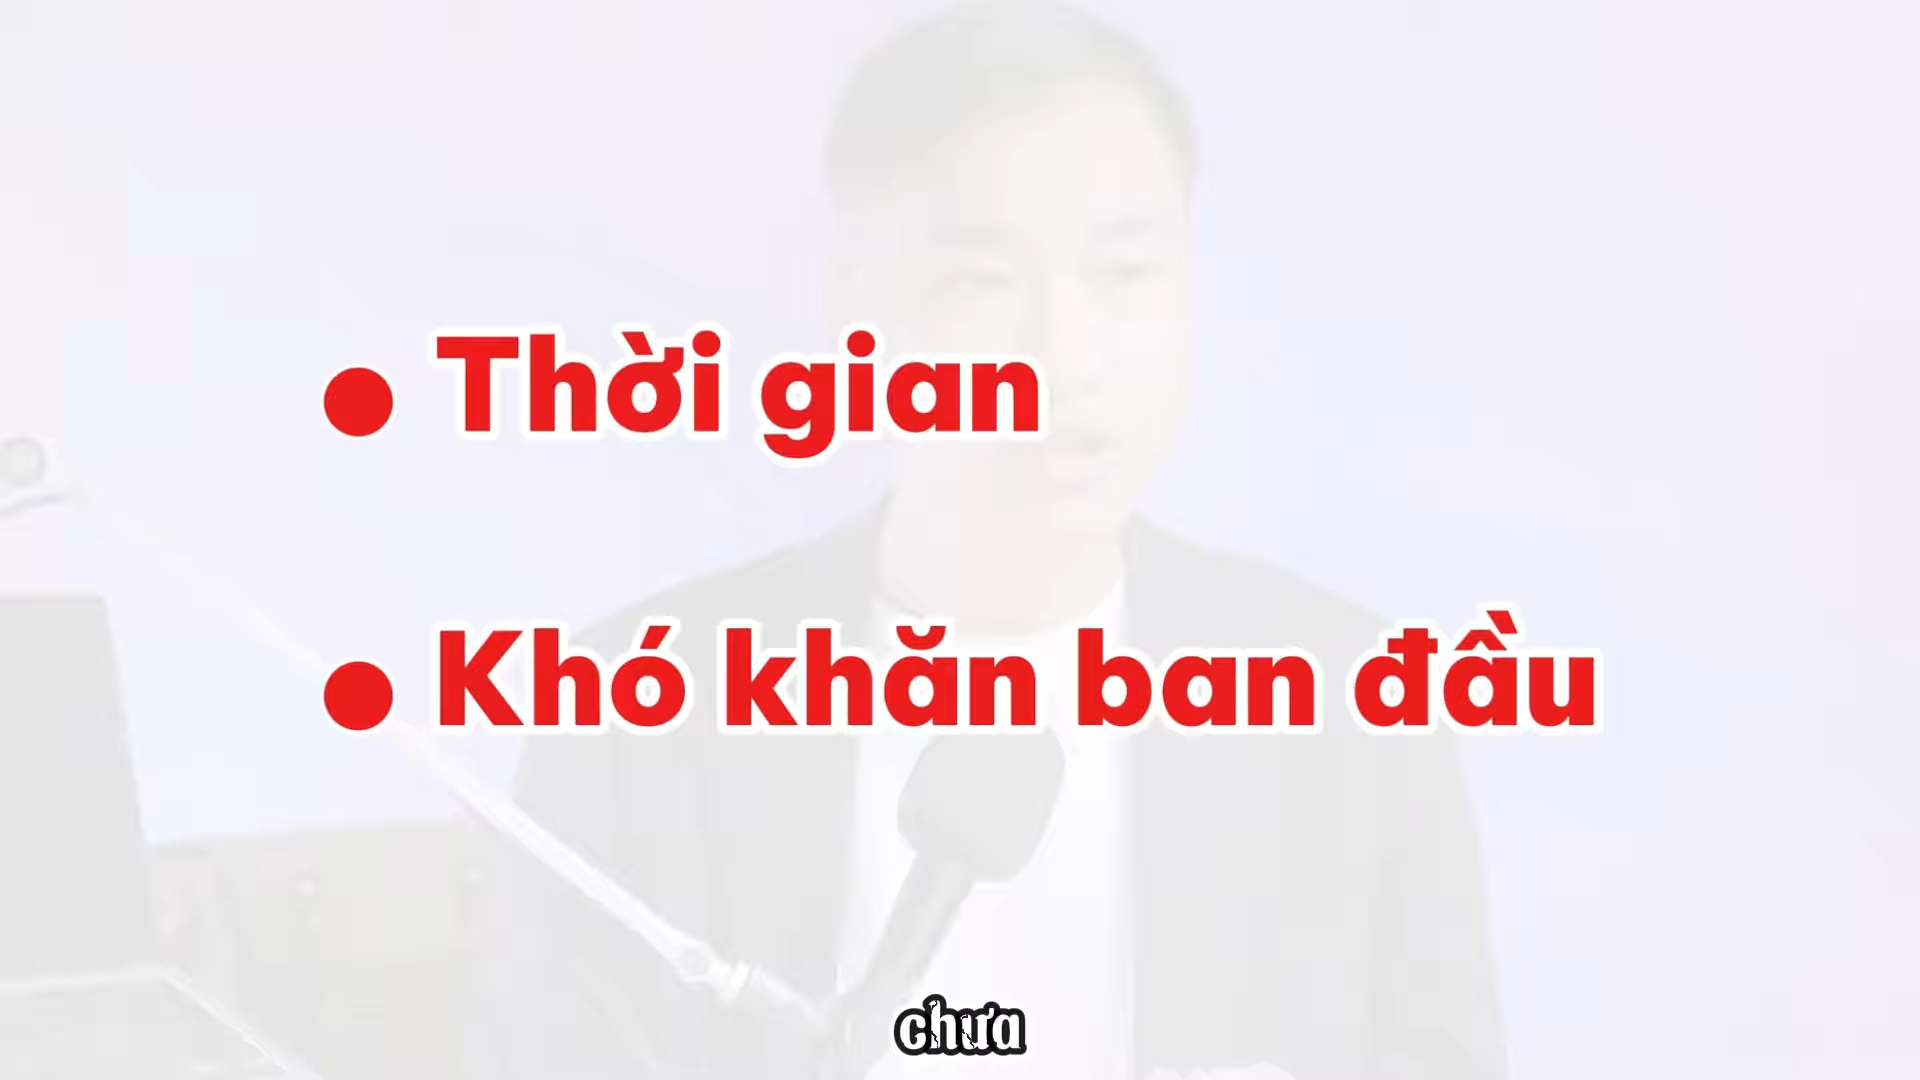 • Thời gian
• Khó khăn ban đầu
chưa